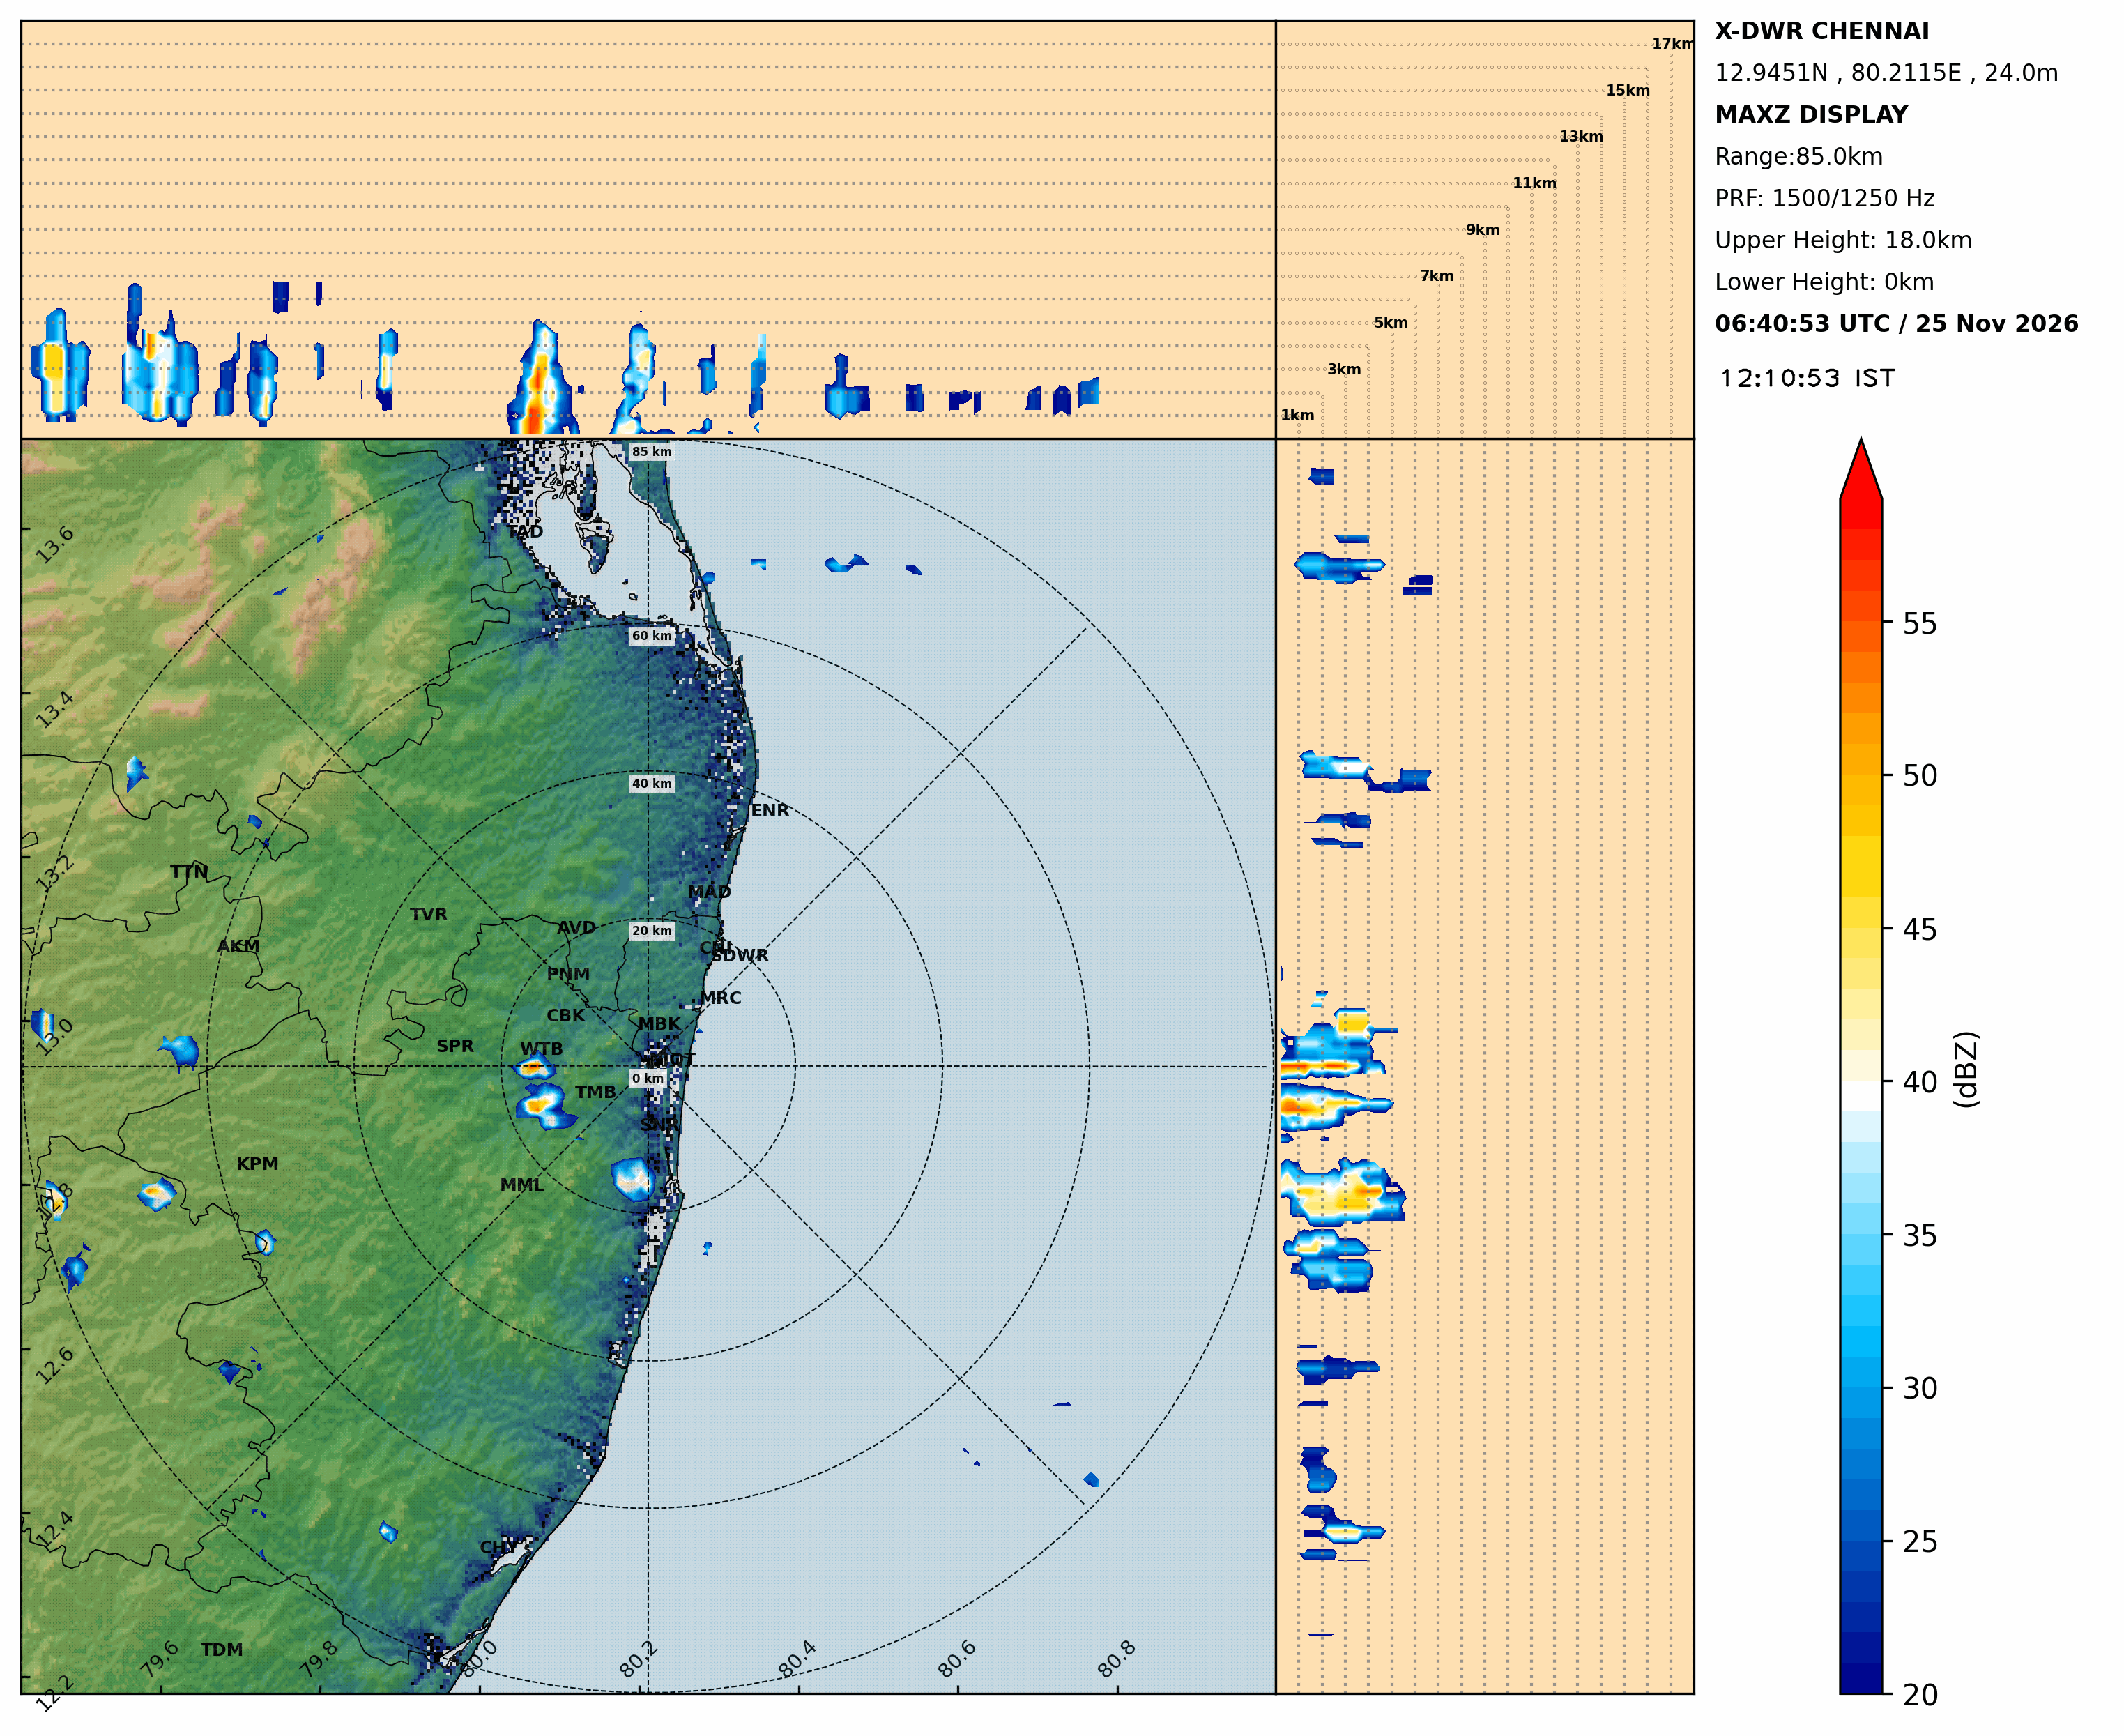 X-DWR CHENNAI
12.9451N , 80.2115E , 24.0m
MAXZ DISPLAY
Range:85.0km
PRF: 1500/1250 Hz
Upper Height: 18.0km
Lower Height: 0km
06:40:53 UTC / 25 Nov 2026
12:10:53 IST
17km
15km
13km
11km
9km
7km
5km
3km
1km
85 km
60 km
40 km
20 km
0 km
13.6
13.4
13.2
13.0
12.8
12.6
12.4
12.2
79.6
79.8
80.0
80.2
80.4
80.6
80.8
TAD
ENR
TTN
MAD
TVR
AVD
AKM
SDWR
PNM
MRC
CBK
MBK
SPR
WTB
TMB
SNR
KPM
MML
CHY
TDM
55
50
45
40
35
30
25
20
(dBZ)